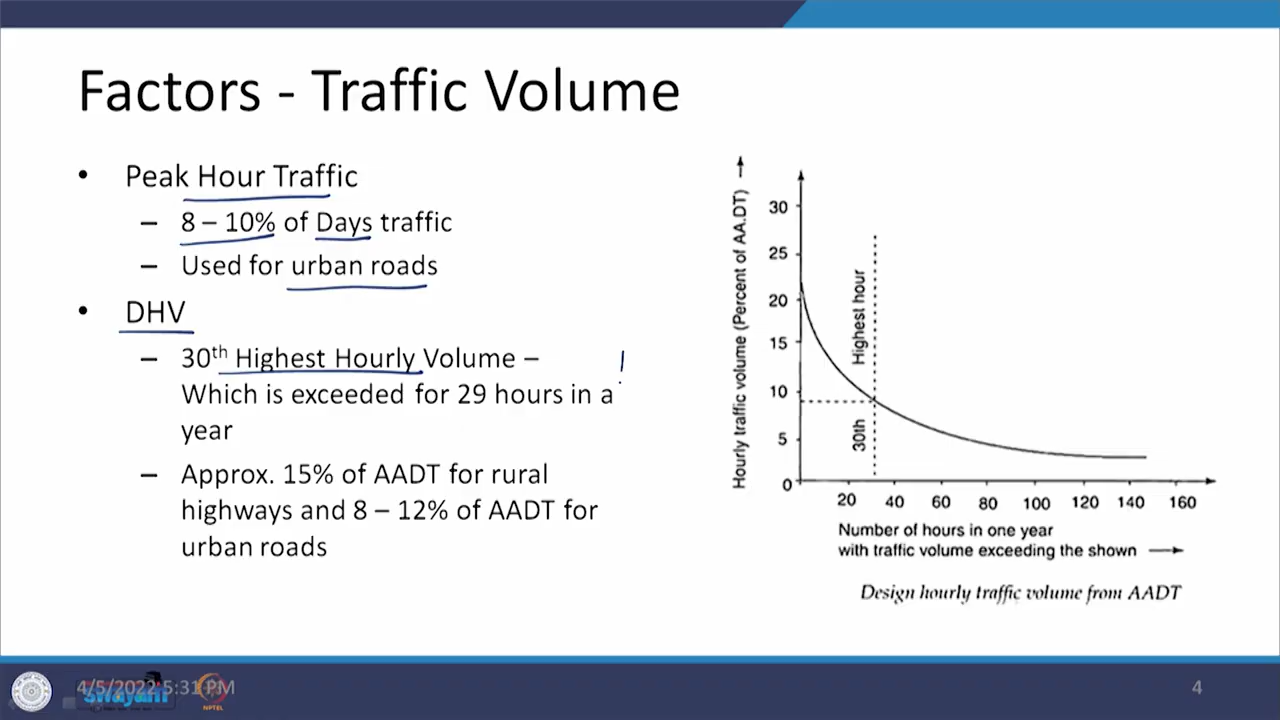 Factors - Traffic Volume
• Peak Hour Traffic
– 8 – 10% of Days traffic
– Used for urban roads
• DHV
– 30th Highest Hourly Volume –
Which is exceeded for 29 hours in a
year
– Approx. 15% of AADT for rural
highways and 8 – 12% of AADT for
urban roads
Hourly traffic volume (Percent of AA.DT)
30
25
20
15
10
5
0
30th Highest hour
20 40 60 80 100 120 140 160
Number of hours in one year
with traffic volume exceeding the shown
Design hourly traffic volume from AADT
4/5/2022 5:31 PM
swayam
NPTEL
4